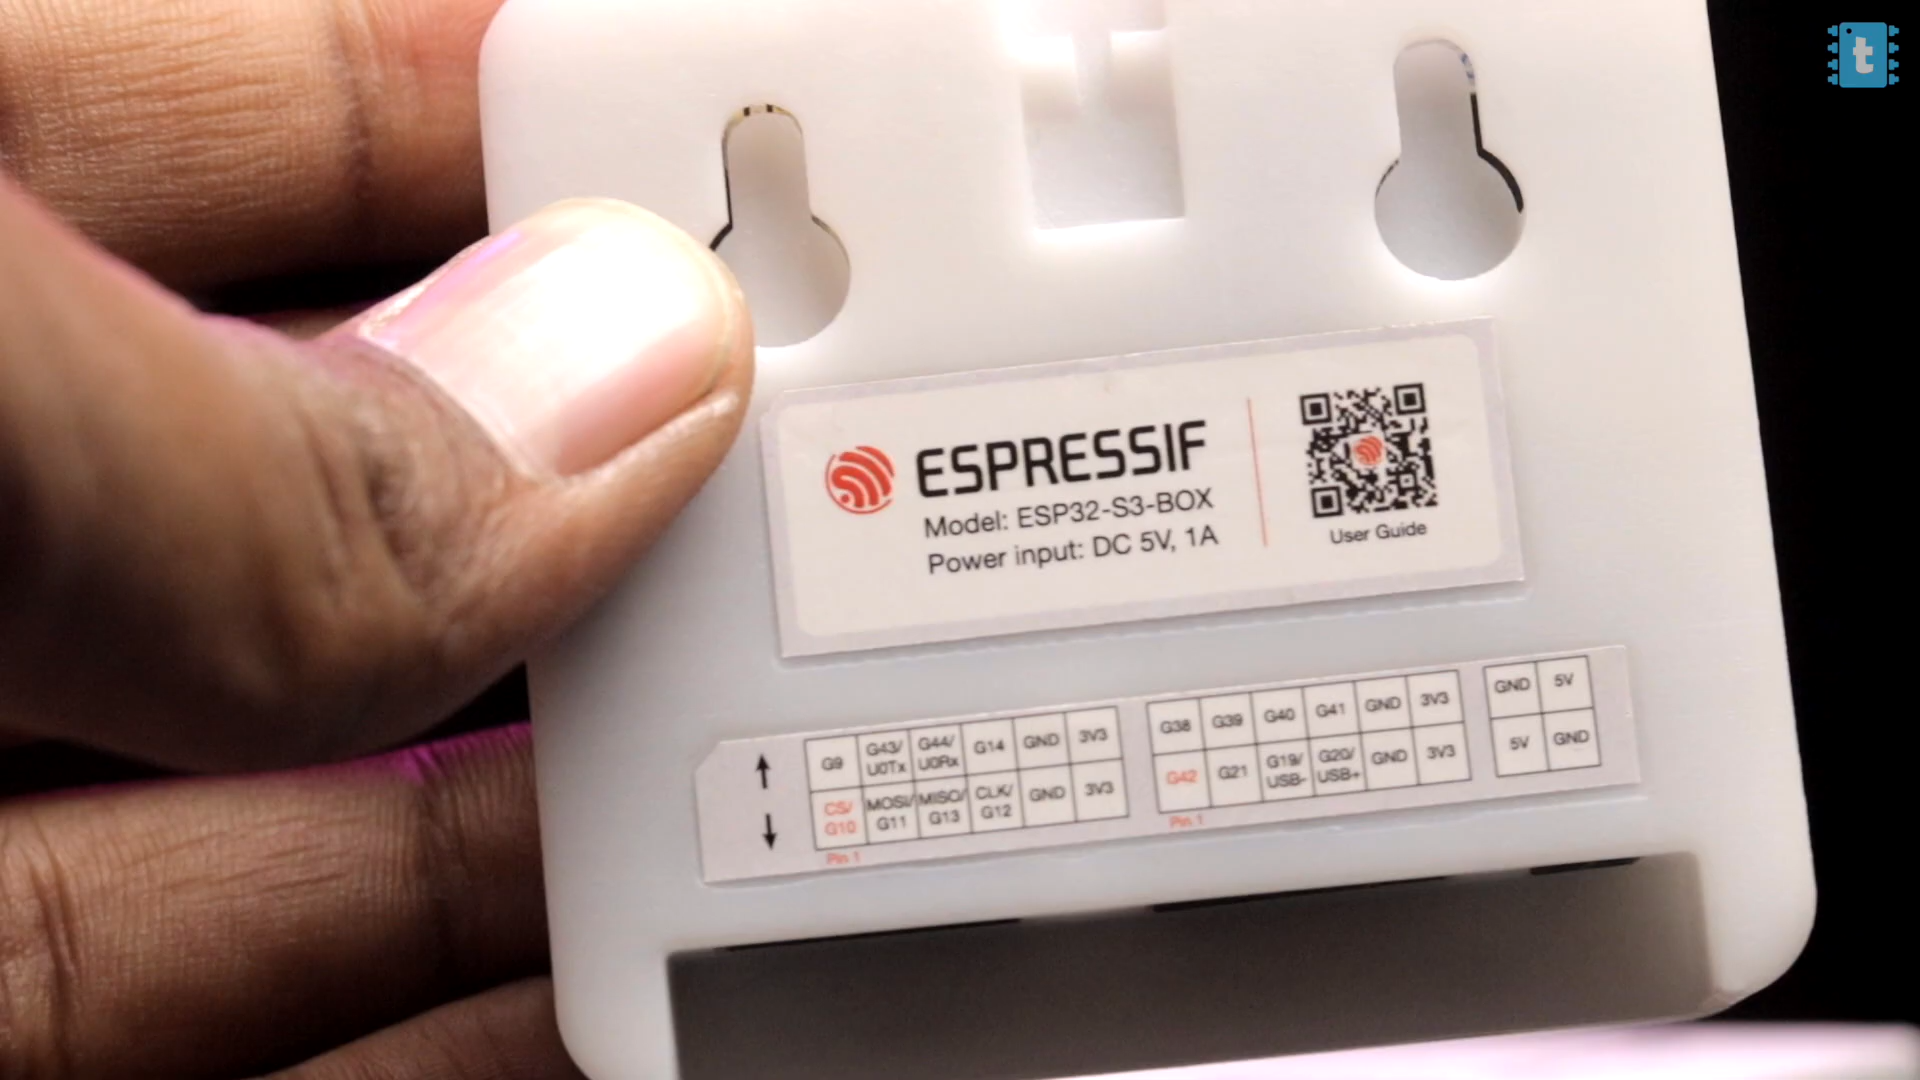 t
ESPRESSIF
Model: ESP32-S3-BOX
Power input: DC 5V, 1A
User Guide
G9 G43/U0Tx G44/U0Rx G14 GND 3V3
CS/G10 MOSI/G11 MISO/G13 CLK/G12 GND 3V3
Pin 1
G38 G39 G40 G41 GND 3V3
G42 G21 G19/USB- G20/USB+ GND 3V3
Pin 1
GND 5V
5V GND